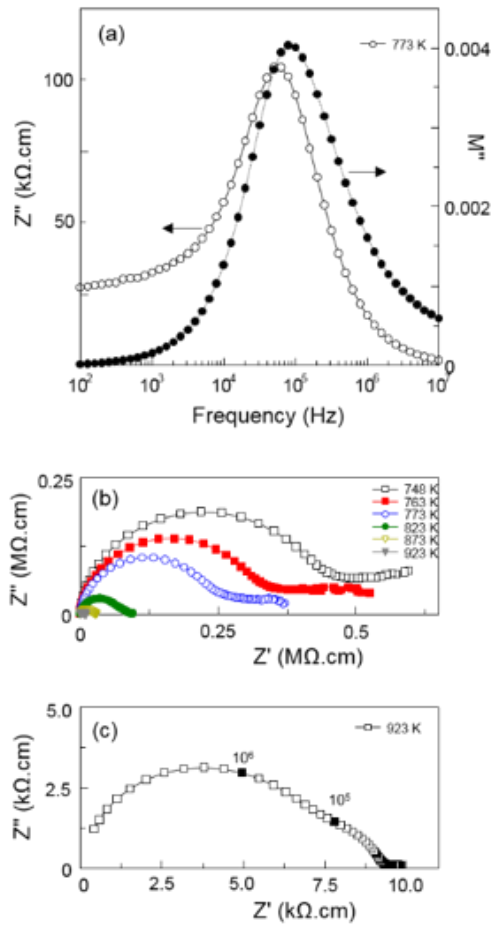 (a)
773 K
100
50
Z'' (kΩ.cm)
0.004
0.002
0
M''
10² 10³ 10⁴ 10⁵ 10⁶ 10⁷
Frequency (Hz)
(b)
748 K
763 K
773 K
823 K
873 K
923 K
0.25
0
Z'' (MΩ.cm)
0 0.25 0.5
Z' (MΩ.cm)
(c)
923 K
10⁶
10⁵
5.0
2.5
0
Z'' (kΩ.cm)
0 2.5 5.0 7.5 10.0
Z' (kΩ.cm)